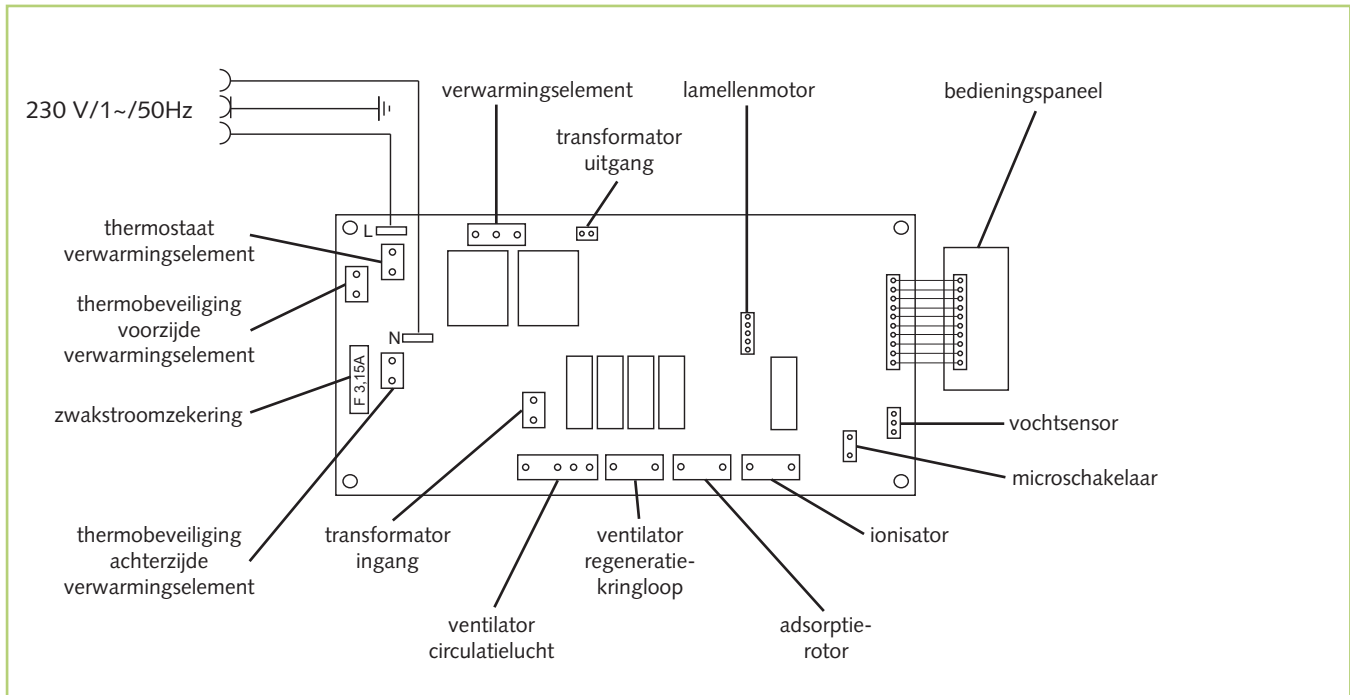 230 V/1~/50Hz
verwarmingselement
lamellenmotor
bedieningspaneel
transformator
uitgang
thermostaat
verwarmingselement
L
thermobeveiliging
voorzijde
verwarmingselement
N
F 3,15A
zwakstroomzekering
vochtsensor
microschakelaar
thermobeveiliging
achterzijde
verwarmingselement
transformator
ingang
ventilator
regeneratie-
kringloop
ionisator
ventilator
circulatielucht
adsorptie-
rotor